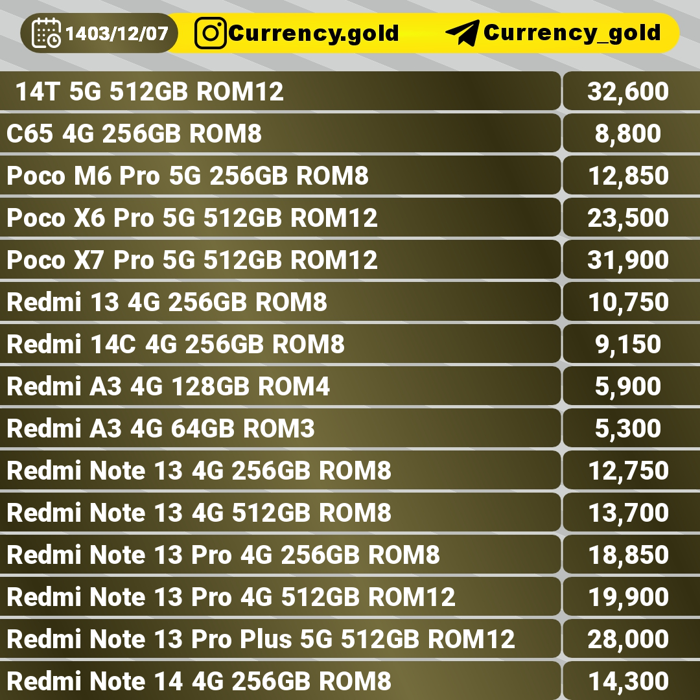 1403/12/07 Currency.gold Currency_gold
14T 5G 512GB ROM12 32,600
C65 4G 256GB ROM8 8,800
Poco M6 Pro 5G 256GB ROM8 12,850
Poco X6 Pro 5G 512GB ROM12 23,500
Poco X7 Pro 5G 512GB ROM12 31,900
Redmi 13 4G 256GB ROM8 10,750
Redmi 14C 4G 256GB ROM8 9,150
Redmi A3 4G 128GB ROM4 5,900
Redmi A3 4G 64GB ROM3 5,300
Redmi Note 13 4G 256GB ROM8 12,750
Redmi Note 13 4G 512GB ROM8 13,700
Redmi Note 13 Pro 4G 256GB ROM8 18,850
Redmi Note 13 Pro 4G 512GB ROM12 19,900
Redmi Note 13 Pro Plus 5G 512GB ROM12 28,000
Redmi Note 14 4G 256GB ROM8 14,300